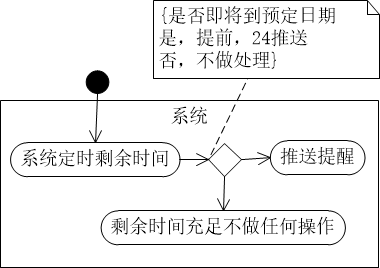 {是否即将到预定日期
是，提前，24推送
否，不做处理}
系统
系统定时剩余时间
推送提醒
剩余时间充足不做任何操作